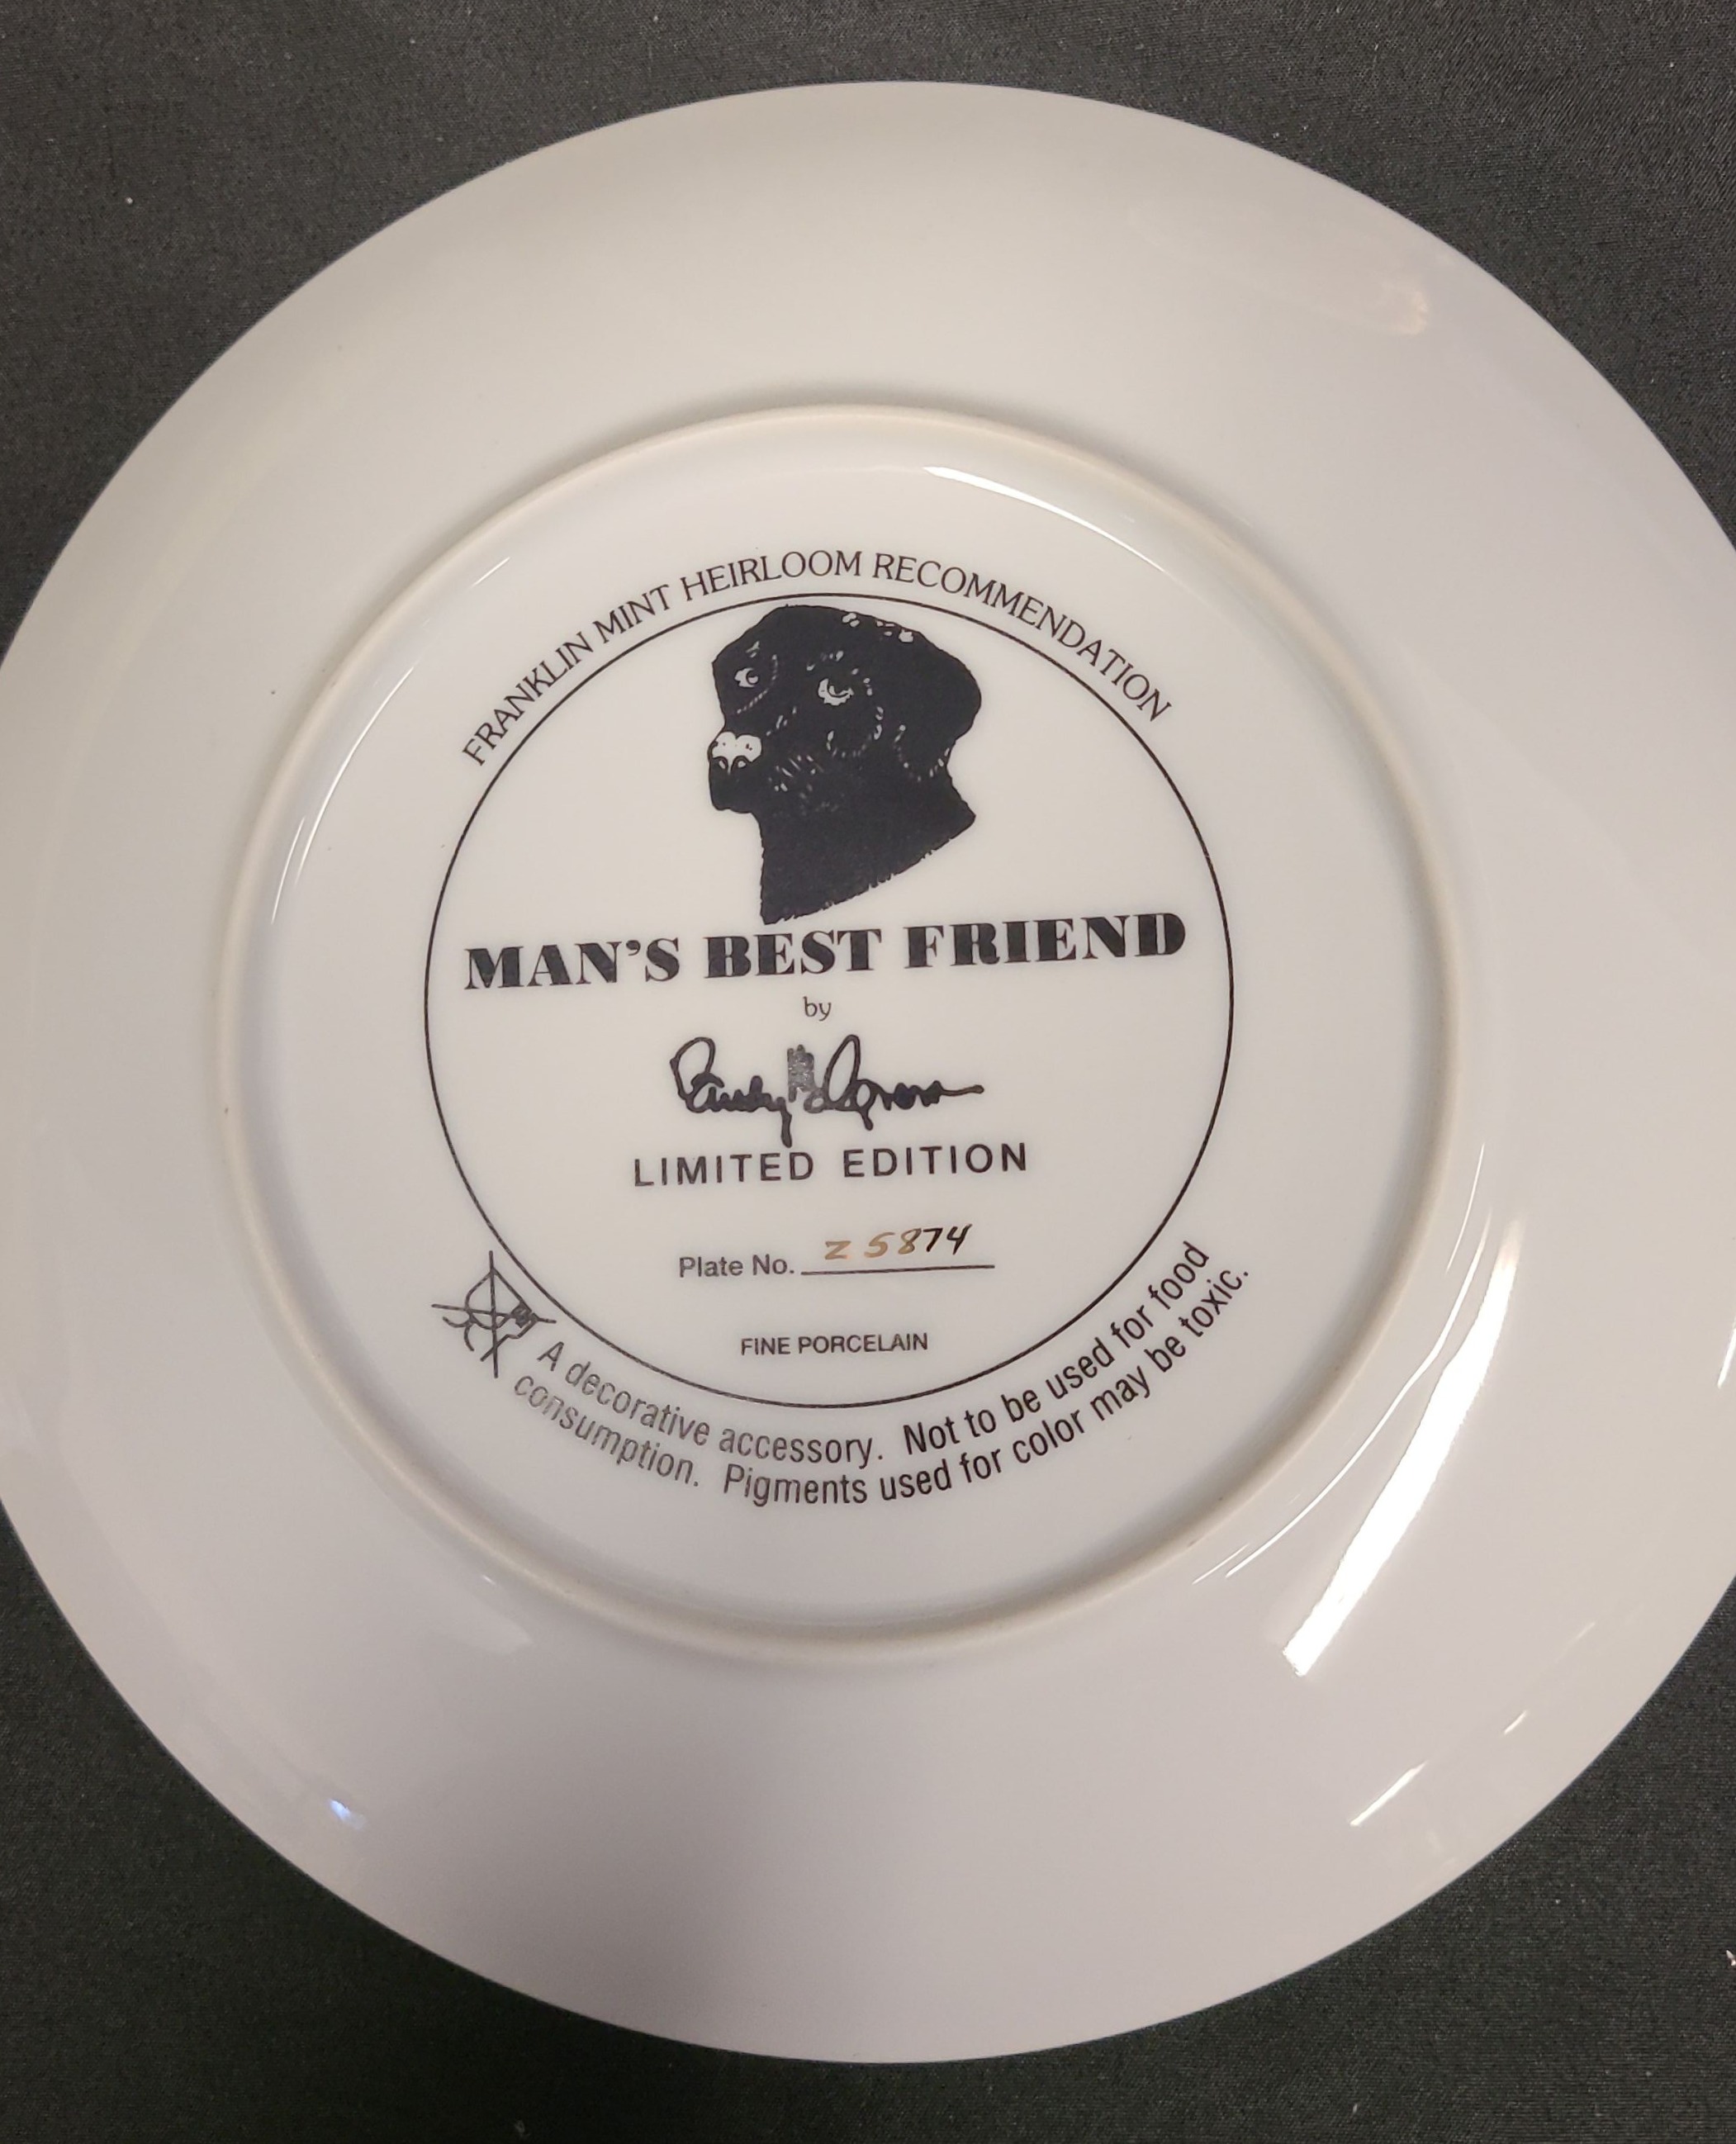 FRANKLIN MINT HEIRLOOM RECOMMENDATION
MAN'S BEST FRIEND
by
LIMITED EDITION
Plate No. Z 5874
FINE PORCELAIN
A decorative accessory. Not to be used for food
consumption. Pigments used for color may be toxic.